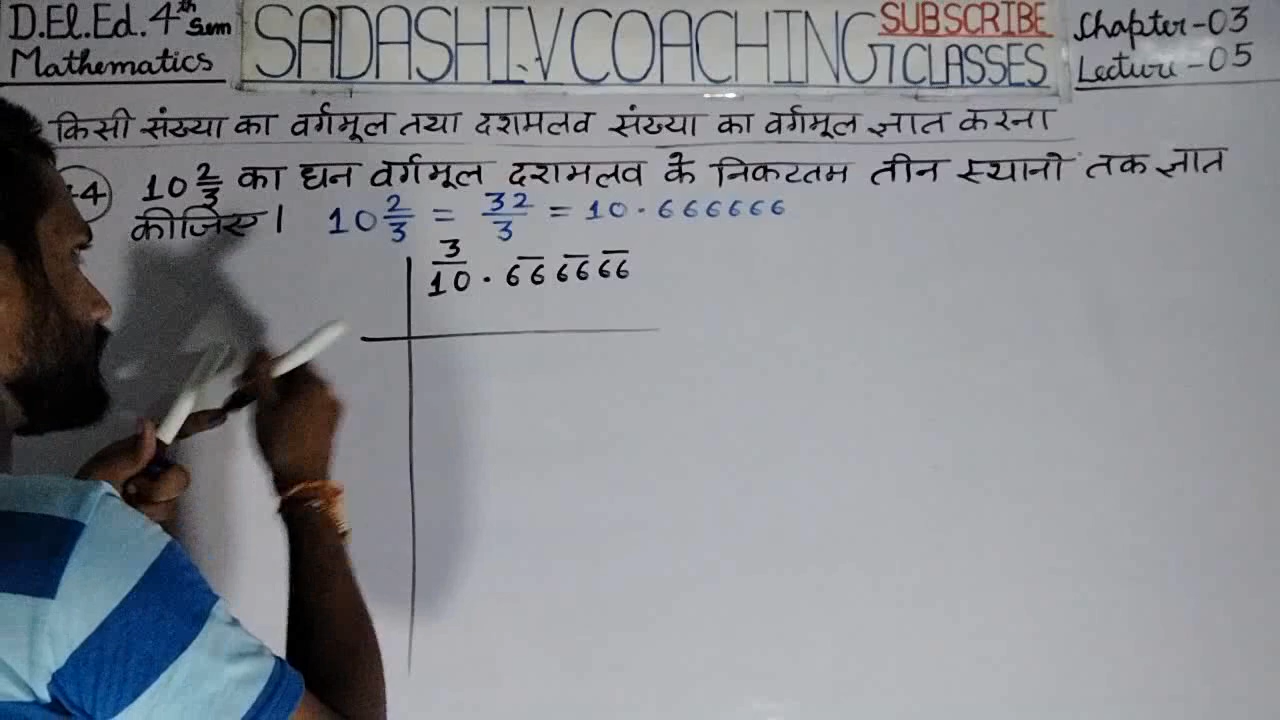 D.El.Ed. 4th Sem
Mathematics
SADASHIV COACHING CLASSES
SUBSCRIBE
Chapter-03
Lecture-05
किसी संख्या का वर्गमूल तथा दशमलव संख्या का वर्गमूल ज्ञात करना
4 10 2/3 का घन वर्गमूल दशमलव के निकटतम तीन स्थानों तक ज्ञात
कीजिए। 10 2/3 = 32/3 = 10.666666
3
10.666666